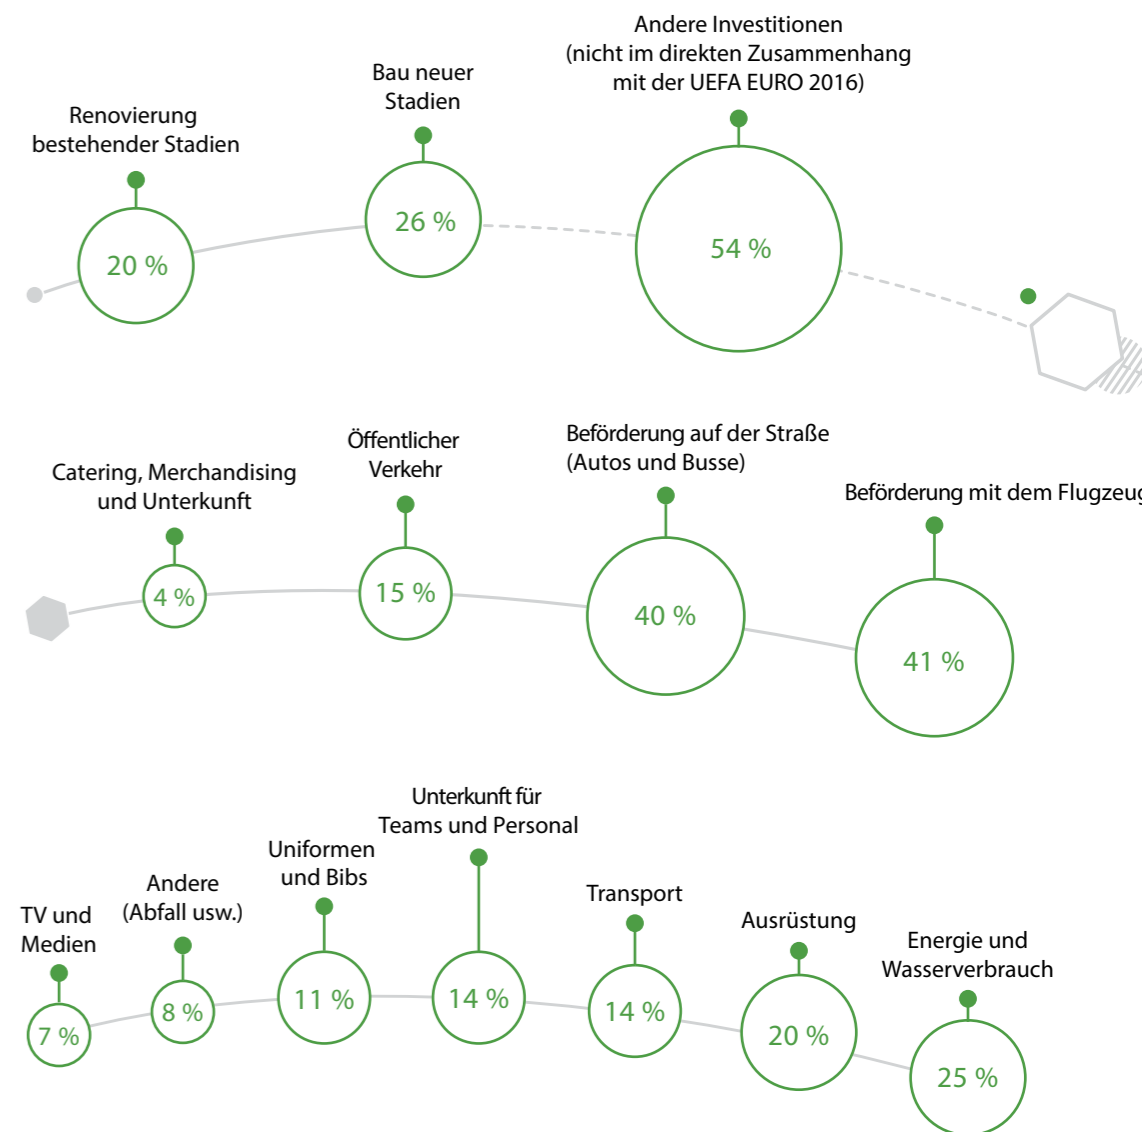 Renovierung
bestehender Stadien
20 %
Bau neuer
Stadien
26 %
Andere Investitionen
(nicht im direkten Zusammenhang
mit der UEFA EURO 2016)
54 %
Catering, Merchandising
und Unterkunft
4 %
Öffentlicher
Verkehr
15 %
Beförderung auf der Straße
(Autos und Busse)
40 %
Beförderung mit dem Flugzeug
41 %
TV und
Medien
7 %
Andere
(Abfall usw.)
8 %
Uniformen
und Bibs
11 %
Unterkunft für
Teams und Personal
14 %
Transport
14 %
Ausrüstung
20 %
Energie und
Wasserverbrauch
25 %